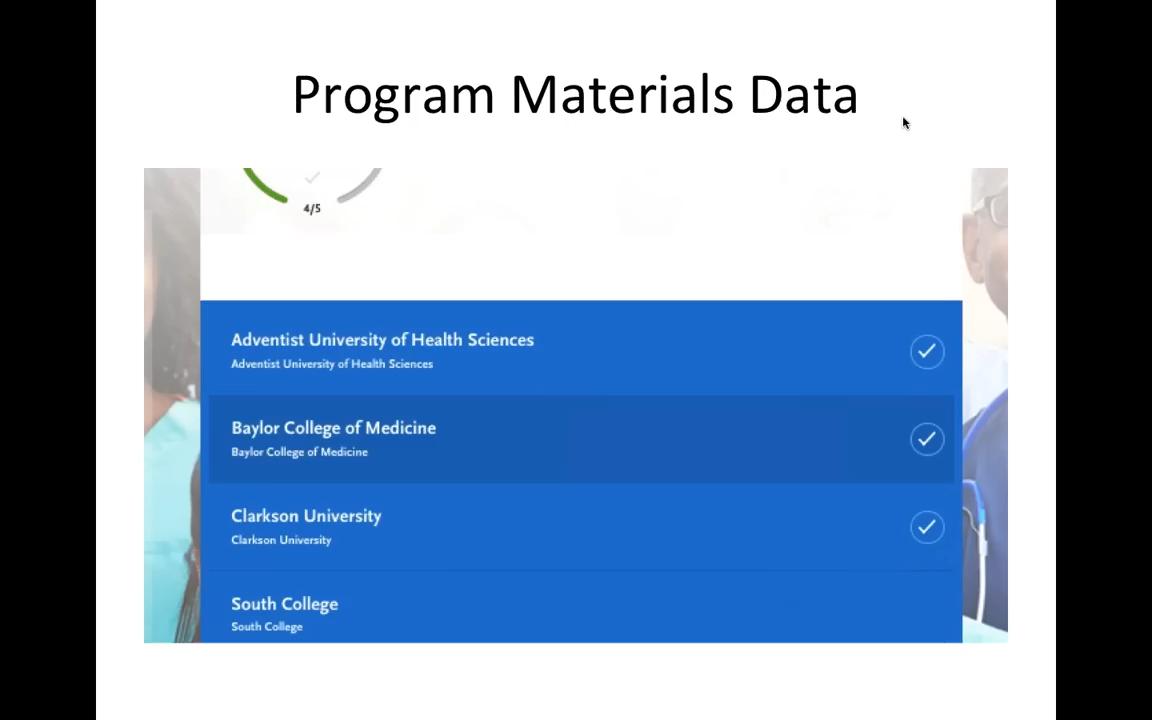 Program Materials Data
4/5
Adventist University of Health Sciences
Adventist University of Health Sciences
Baylor College of Medicine
Baylor College of Medicine
Clarkson University
Clarkson University
South College
South College